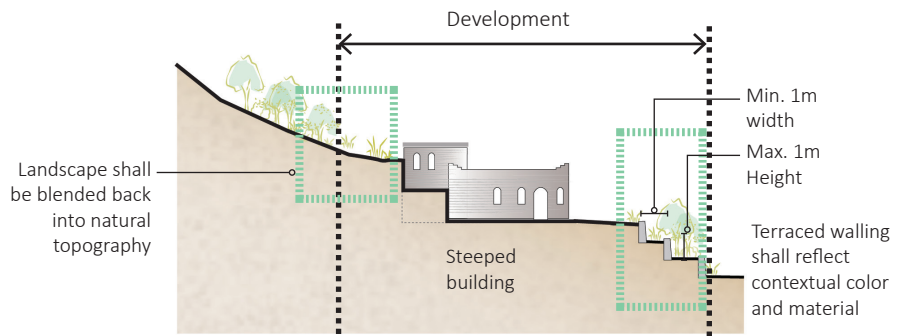 Development
Min. 1m
width
Max. 1m
Height
Landscape shall
be blended back
into natural
topography
Steeped
building
Terraced walling
shall reflect
contextual color
and material